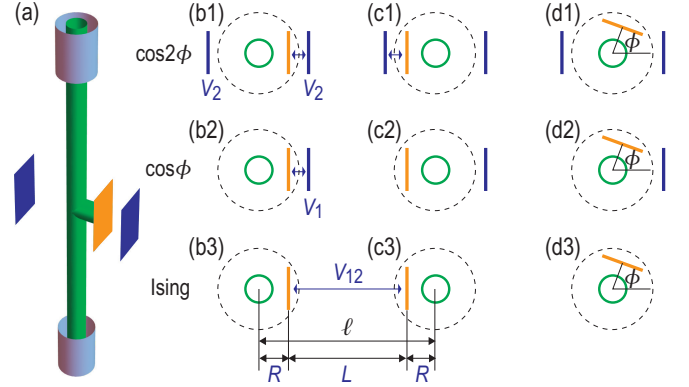 (a) (b1) (c1) (d1)
cos2ϕ ϕ
V₂ V₂
(b2) (c2) (d2)
cosϕ ϕ
V₁
(b3) (c3) (d3)
V₁₂
Ising ϕ
ℓ
R L R